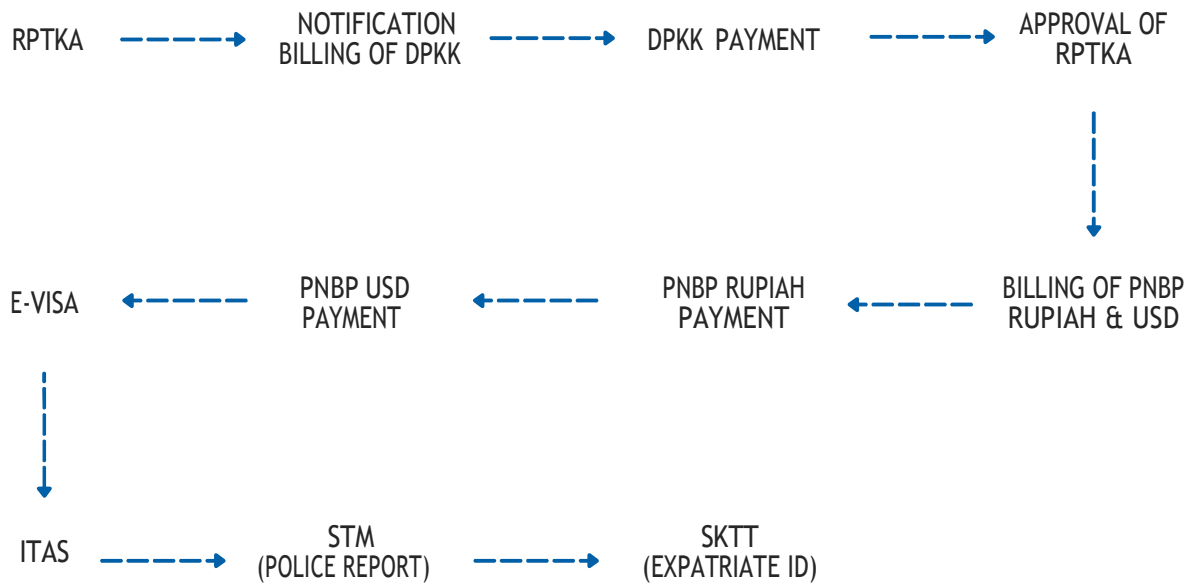 RPTKA
NOTIFICATION
BILLING OF DPKK
DPKK PAYMENT
APPROVAL OF
RPTKA
BILLING OF PNBP
RUPIAH & USD
PNBP RUPIAH
PAYMENT
PNBP USD
PAYMENT
E-VISA
ITAS
STM
(POLICE REPORT)
SKTT
(EXPATRIATE ID)